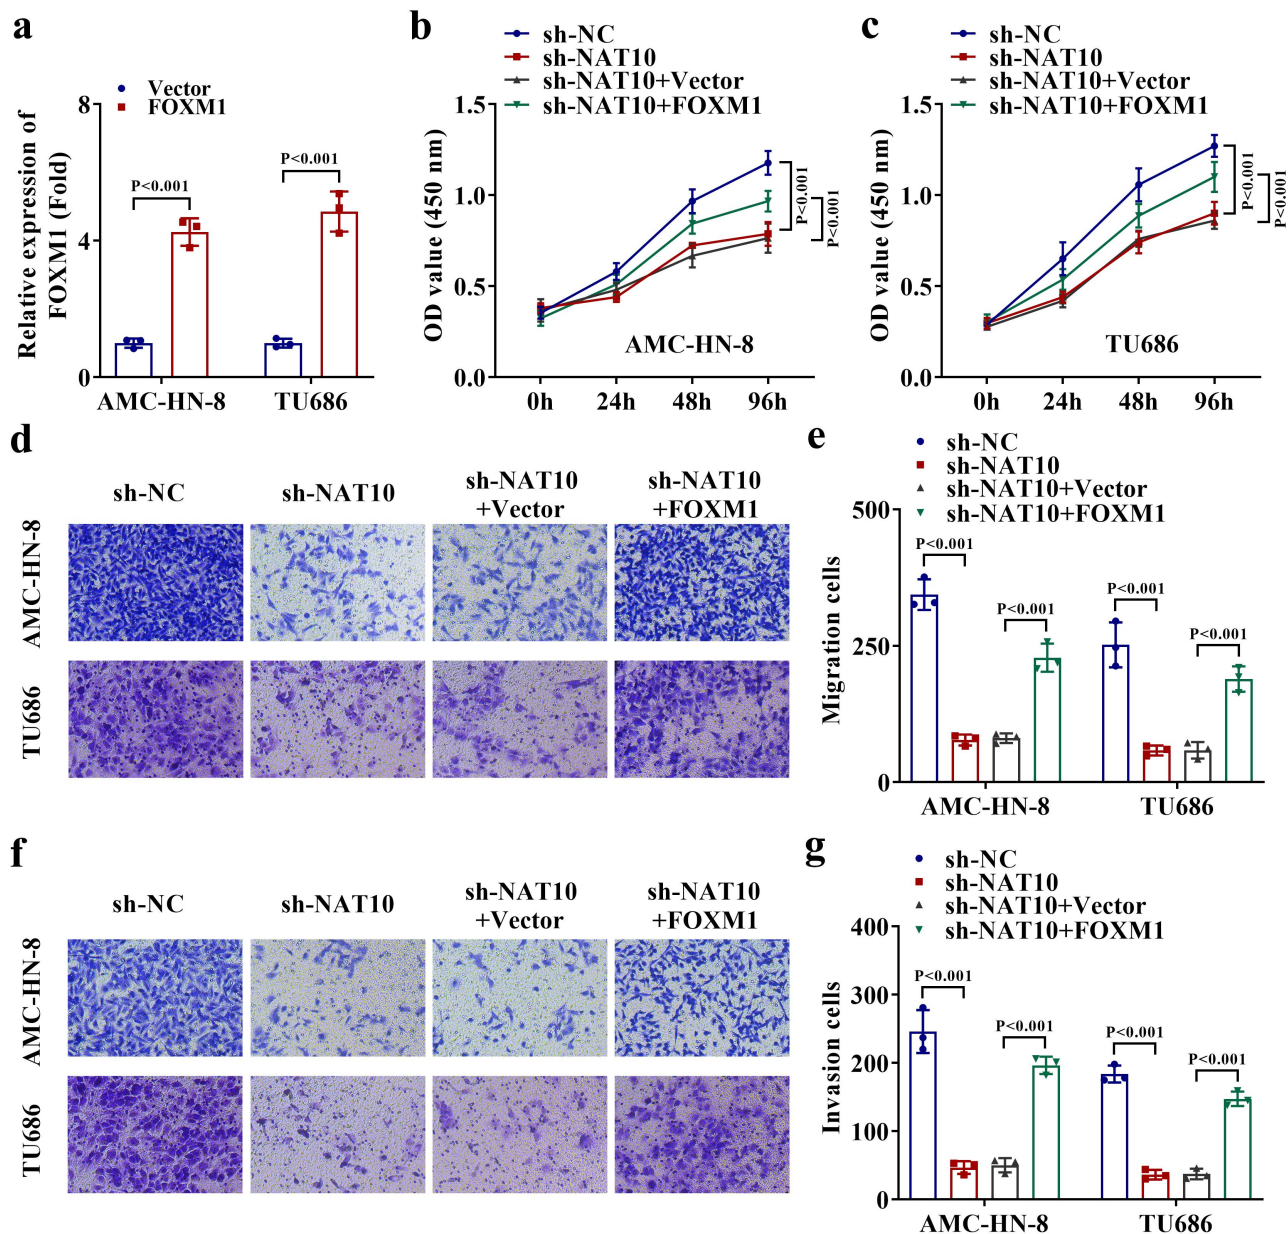 a
Vector
FOXM1
Relative expression of
FOXM1 (Fold)
8
4
0
P<0.001
P<0.001
AMC-HN-8
TU686
b
sh-NC
sh-NAT10
sh-NAT10+Vector
sh-NAT10+FOXM1
OD value (450 nm)
1.5
1.0
0.5
0.0
P<0.001
P<0.001
AMC-HN-8
0h
24h
48h
96h
c
sh-NC
sh-NAT10
sh-NAT10+Vector
sh-NAT10+FOXM1
OD value (450 nm)
1.5
1.0
0.5
0.0
P<0.001
P<0.001
TU686
0h
24h
48h
96h
d
sh-NC
sh-NAT10
sh-NAT10
+Vector
sh-NAT10
+FOXM1
AMC-HN-8
TU686
e
sh-NC
sh-NAT10
sh-NAT10+Vector
sh-NAT10+FOXM1
Migration cells
500
250
0
P<0.001
P<0.001
P<0.001
P<0.001
AMC-HN-8
TU686
f
sh-NC
sh-NAT10
sh-NAT10
+Vector
sh-NAT10
+FOXM1
AMC-HN-8
TU686
g
sh-NC
sh-NAT10
sh-NAT10+Vector
sh-NAT10+FOXM1
Invasion cells
400
300
200
100
0
P<0.001
P<0.001
P<0.001
P<0.001
AMC-HN-8
TU686